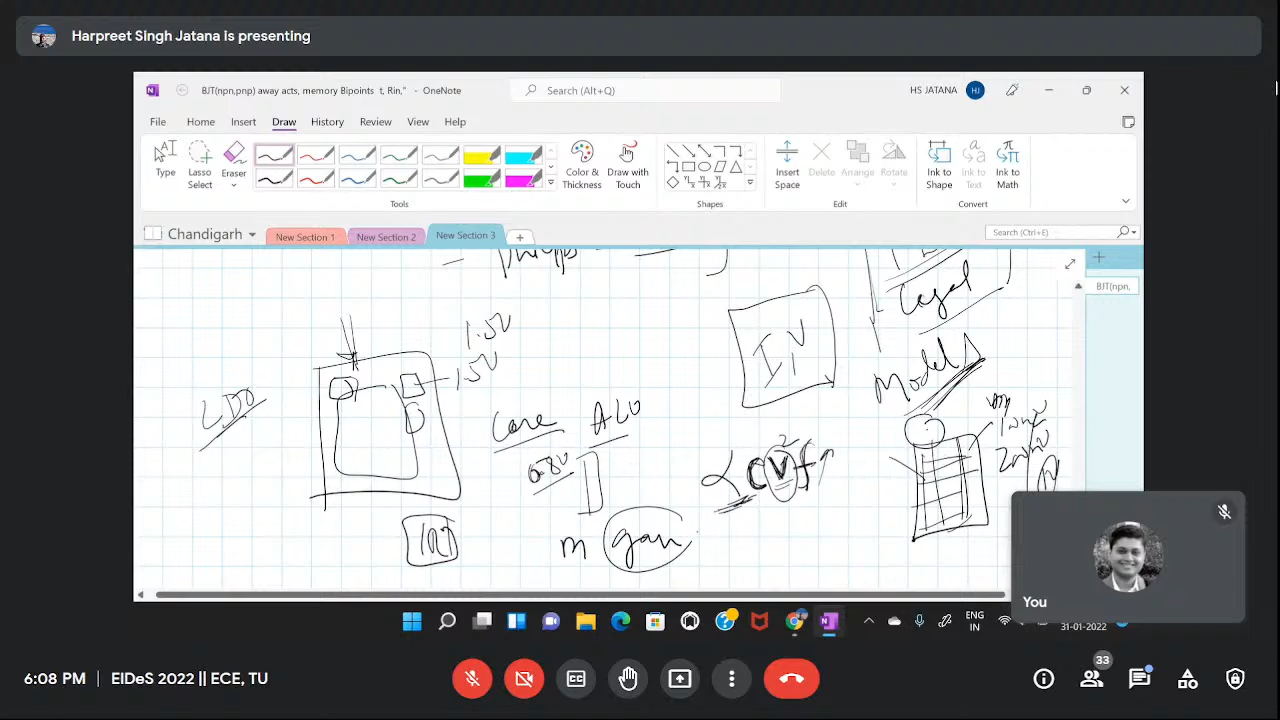 Harpreet Singh Jatana is presenting
BJT(npn,pnp) away acts, memory Bipoints t, Rin," - OneNote
Search (Alt+Q)
HS JATANA
HJ
File Home Insert Draw History Review View Help
Type
Lasso Select
Eraser
Color & Thickness
Draw with Touch
Insert Space
Delete
Arrange
Rotate
Ink to Shape
Ink to Text
Ink to Math
Tools
Shapes
Edit
Convert
Chandigarh
New Section 1
New Section 2
New Section 3
Search (Ctrl+E)
BJT(npn,
1.5V
1.5V
LDO
Core
ALU
0.8V
IV
Models
m
You
ENG
IN
31-01-2022
6:08 PM | EIDeS 2022 || ECE, TU
33